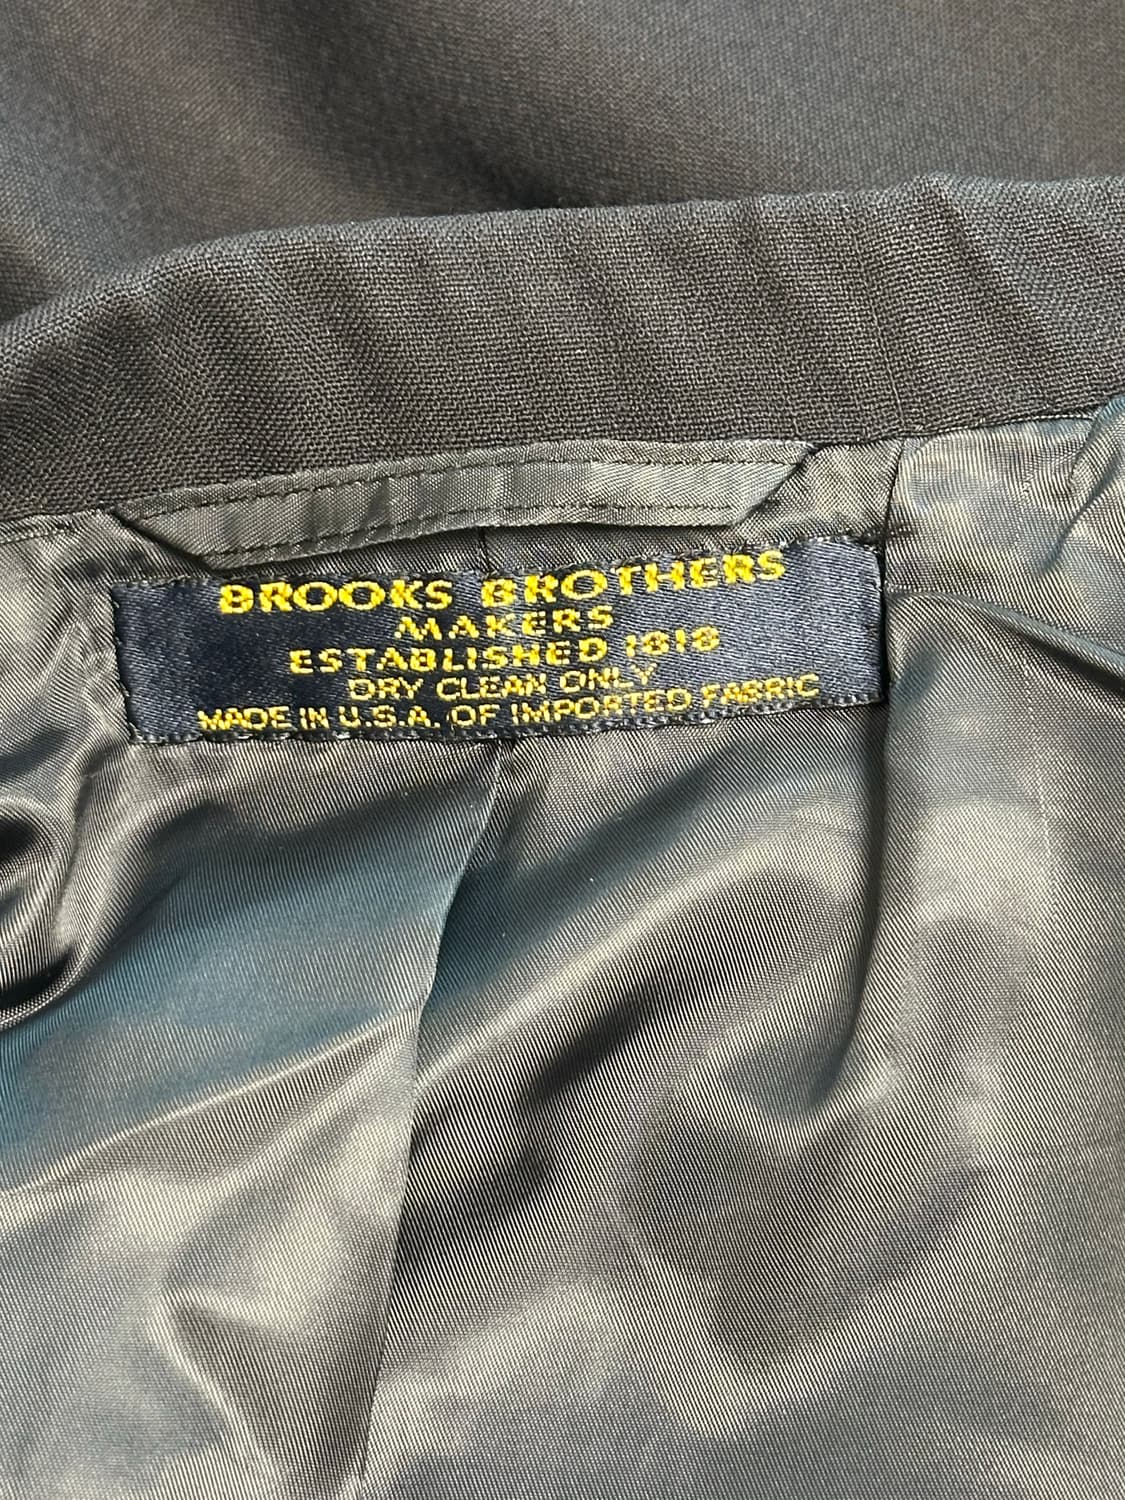 BROOKS BROTHERS
MAKERS
ESTABLISHED 1818
DRY CLEAN ONLY
MADE IN U.S.A. OF IMPORTED FABRIC